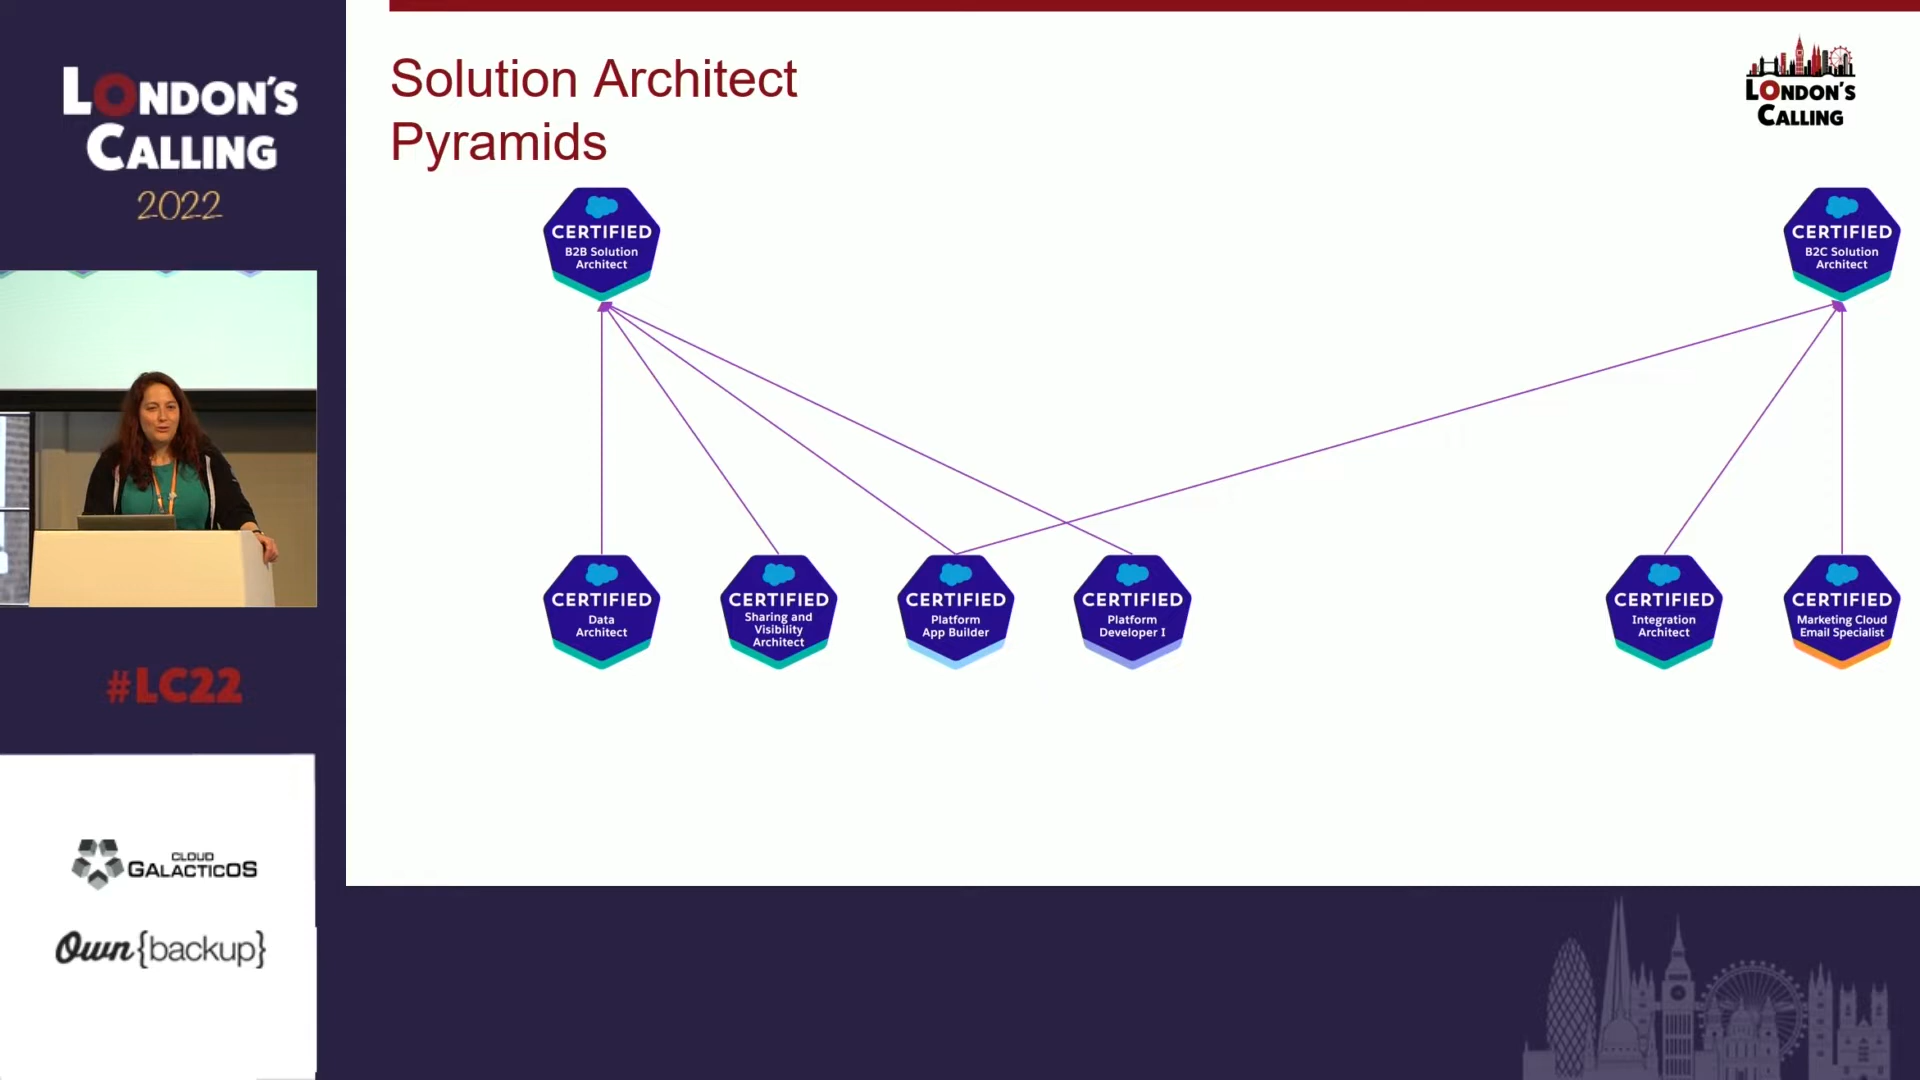 LONDON'S
CALLING
2022
#LC22
CLOUD
GALACTICOS
Own{backup}
Solution Architect
Pyramids
LONDON'S
CALLING
CERTIFIED
B2B Solution
Architect
CERTIFIED
B2C Solution
Architect
CERTIFIED
Data
Architect
CERTIFIED
Sharing and
Visibility
Architect
CERTIFIED
Platform
App Builder
CERTIFIED
Platform
Developer I
CERTIFIED
Integration
Architect
CERTIFIED
Marketing Cloud
Email Specialist